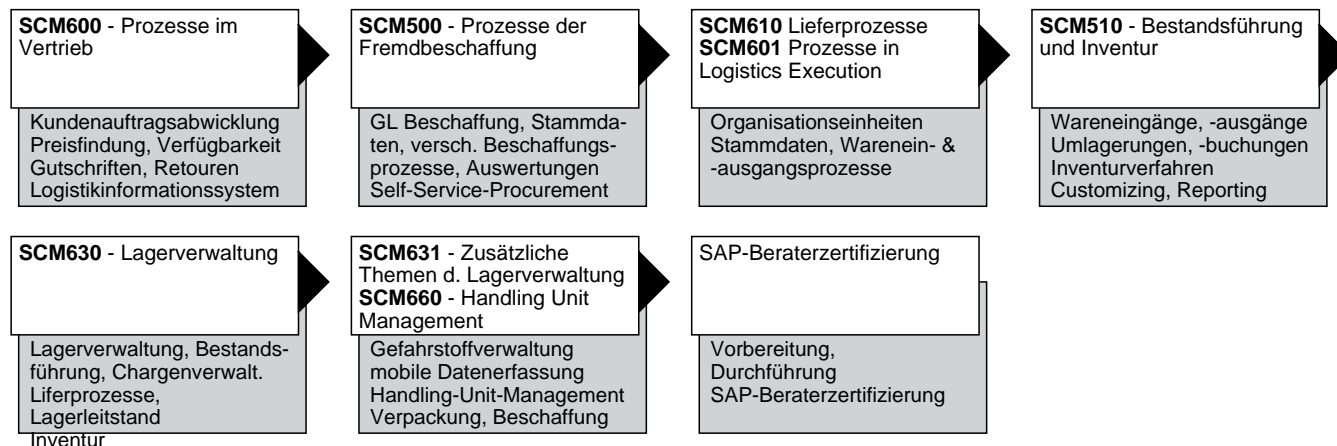 SCM600 - Prozesse im
Vertrieb
Kundenauftragsabwicklung
Preisfindung, Verfügbarkeit
Gutschriften, Retouren
Logistikinformationssystem
SCM500 - Prozesse der
Fremdbeschaffung
GL Beschaffung, Stammda-
ten, versch. Beschaffungs-
prozesse, Auswertungen
Self-Service-Procurement
SCM610 Lieferprozesse
SCM601 Prozesse in
Logistics Execution
Organisationseinheiten
Stammdaten, Warenein- &
-ausgangsprozesse
SCM510 - Bestandsführung
und Inventur
Wareneingänge, -ausgänge
Umlagerungen, -buchungen
Inventurverfahren
Customizing, Reporting
SCM630 - Lagerverwaltung
Lagerverwaltung, Bestands-
führung, Chargenverwalt.
Liferprozesse,
Lagerleitstand
Inventur
SCM631 - Zusätzliche
Themen d. Lagerverwaltung
SCM660 - Handling Unit
Management
Gefahrstoffverwaltung
mobile Datenerfassung
Handling-Unit-Management
Verpackung, Beschaffung
SAP-Beraterzertifizierung
Vorbereitung,
Durchführung
SAP-Beraterzertifizierung